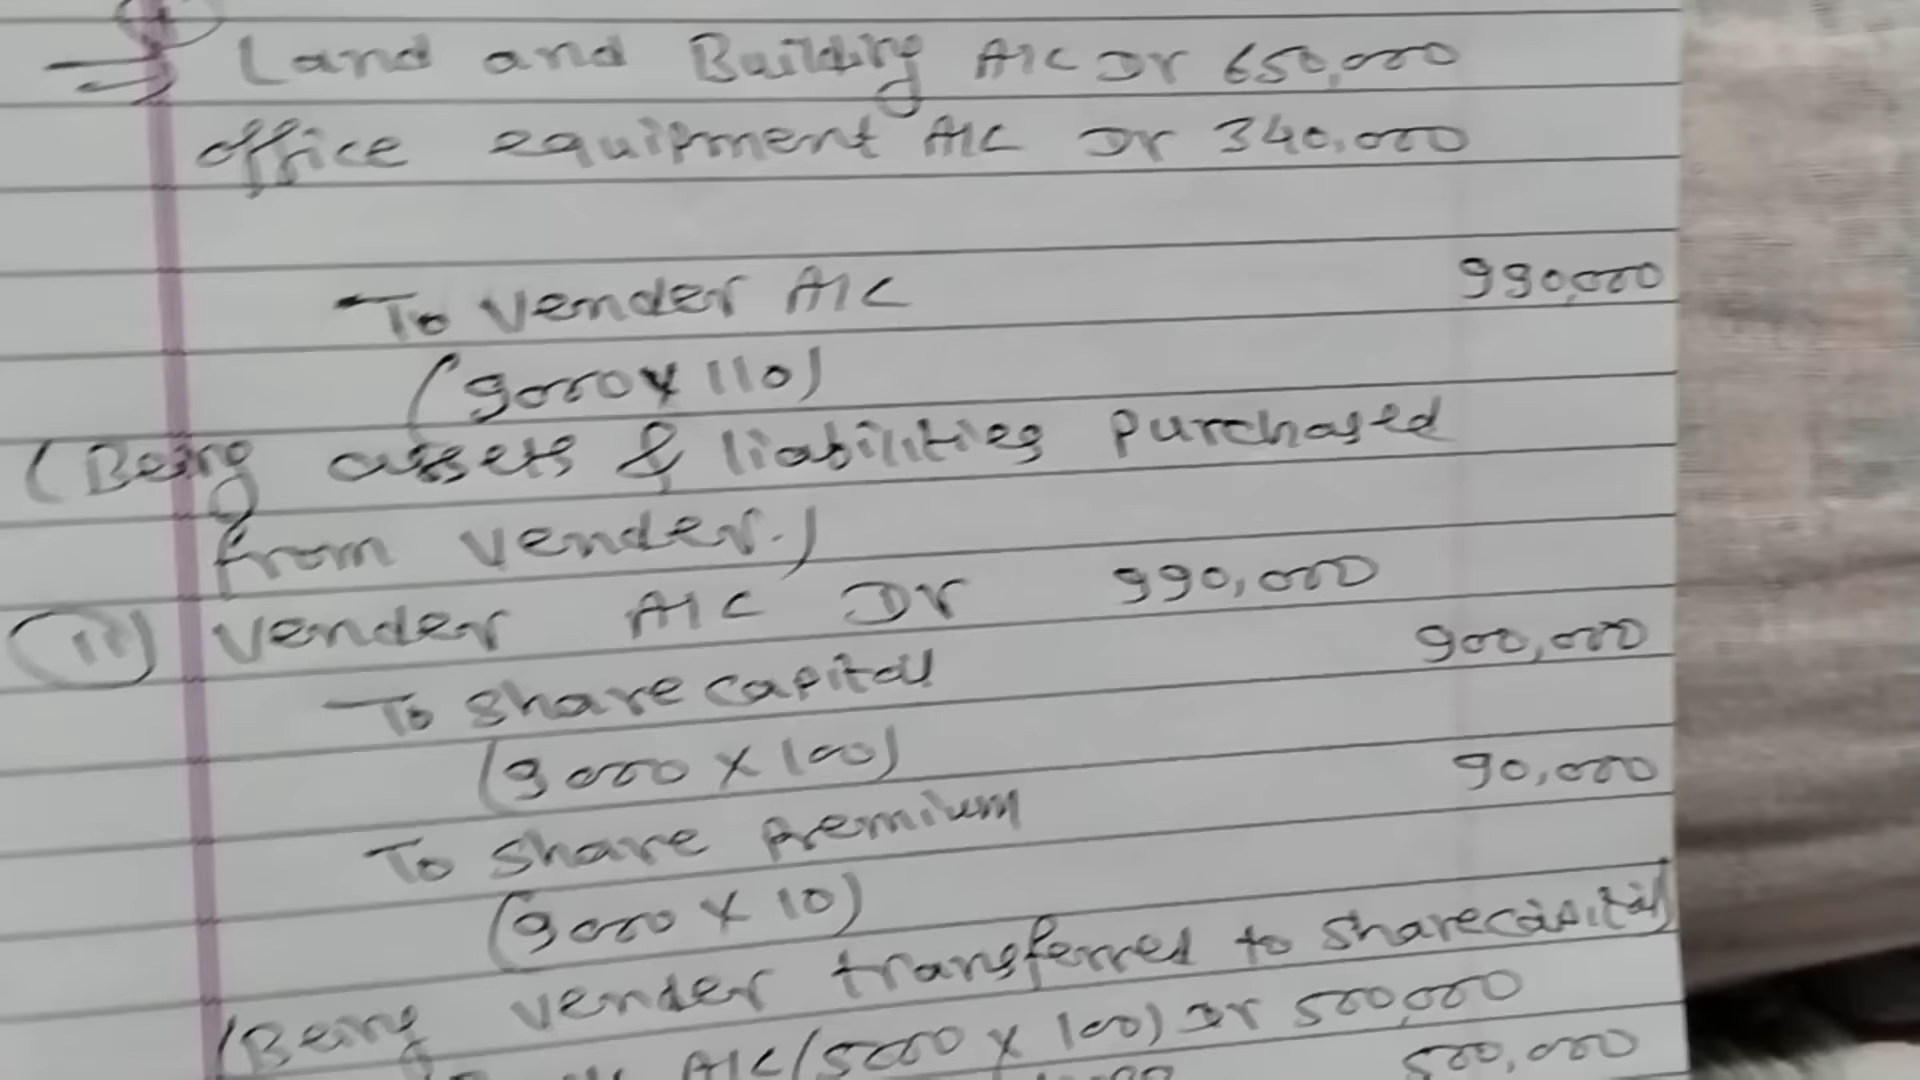 Land and Building A/C Dr 650,000
office equipment A/C Dr 340,000
To Vender A/C 990,000
(9000 x 110)
(Being assets & liabilities purchased
from vender.)
(ii) Vender A/C Dr 990,000
To share capital 900,000
(9000 x 100)
To share premium 90,000
(9000 x 10)
(Being vender transferred to sharecapital)
A/C (5000 x 100) Dr 500,000
500,000